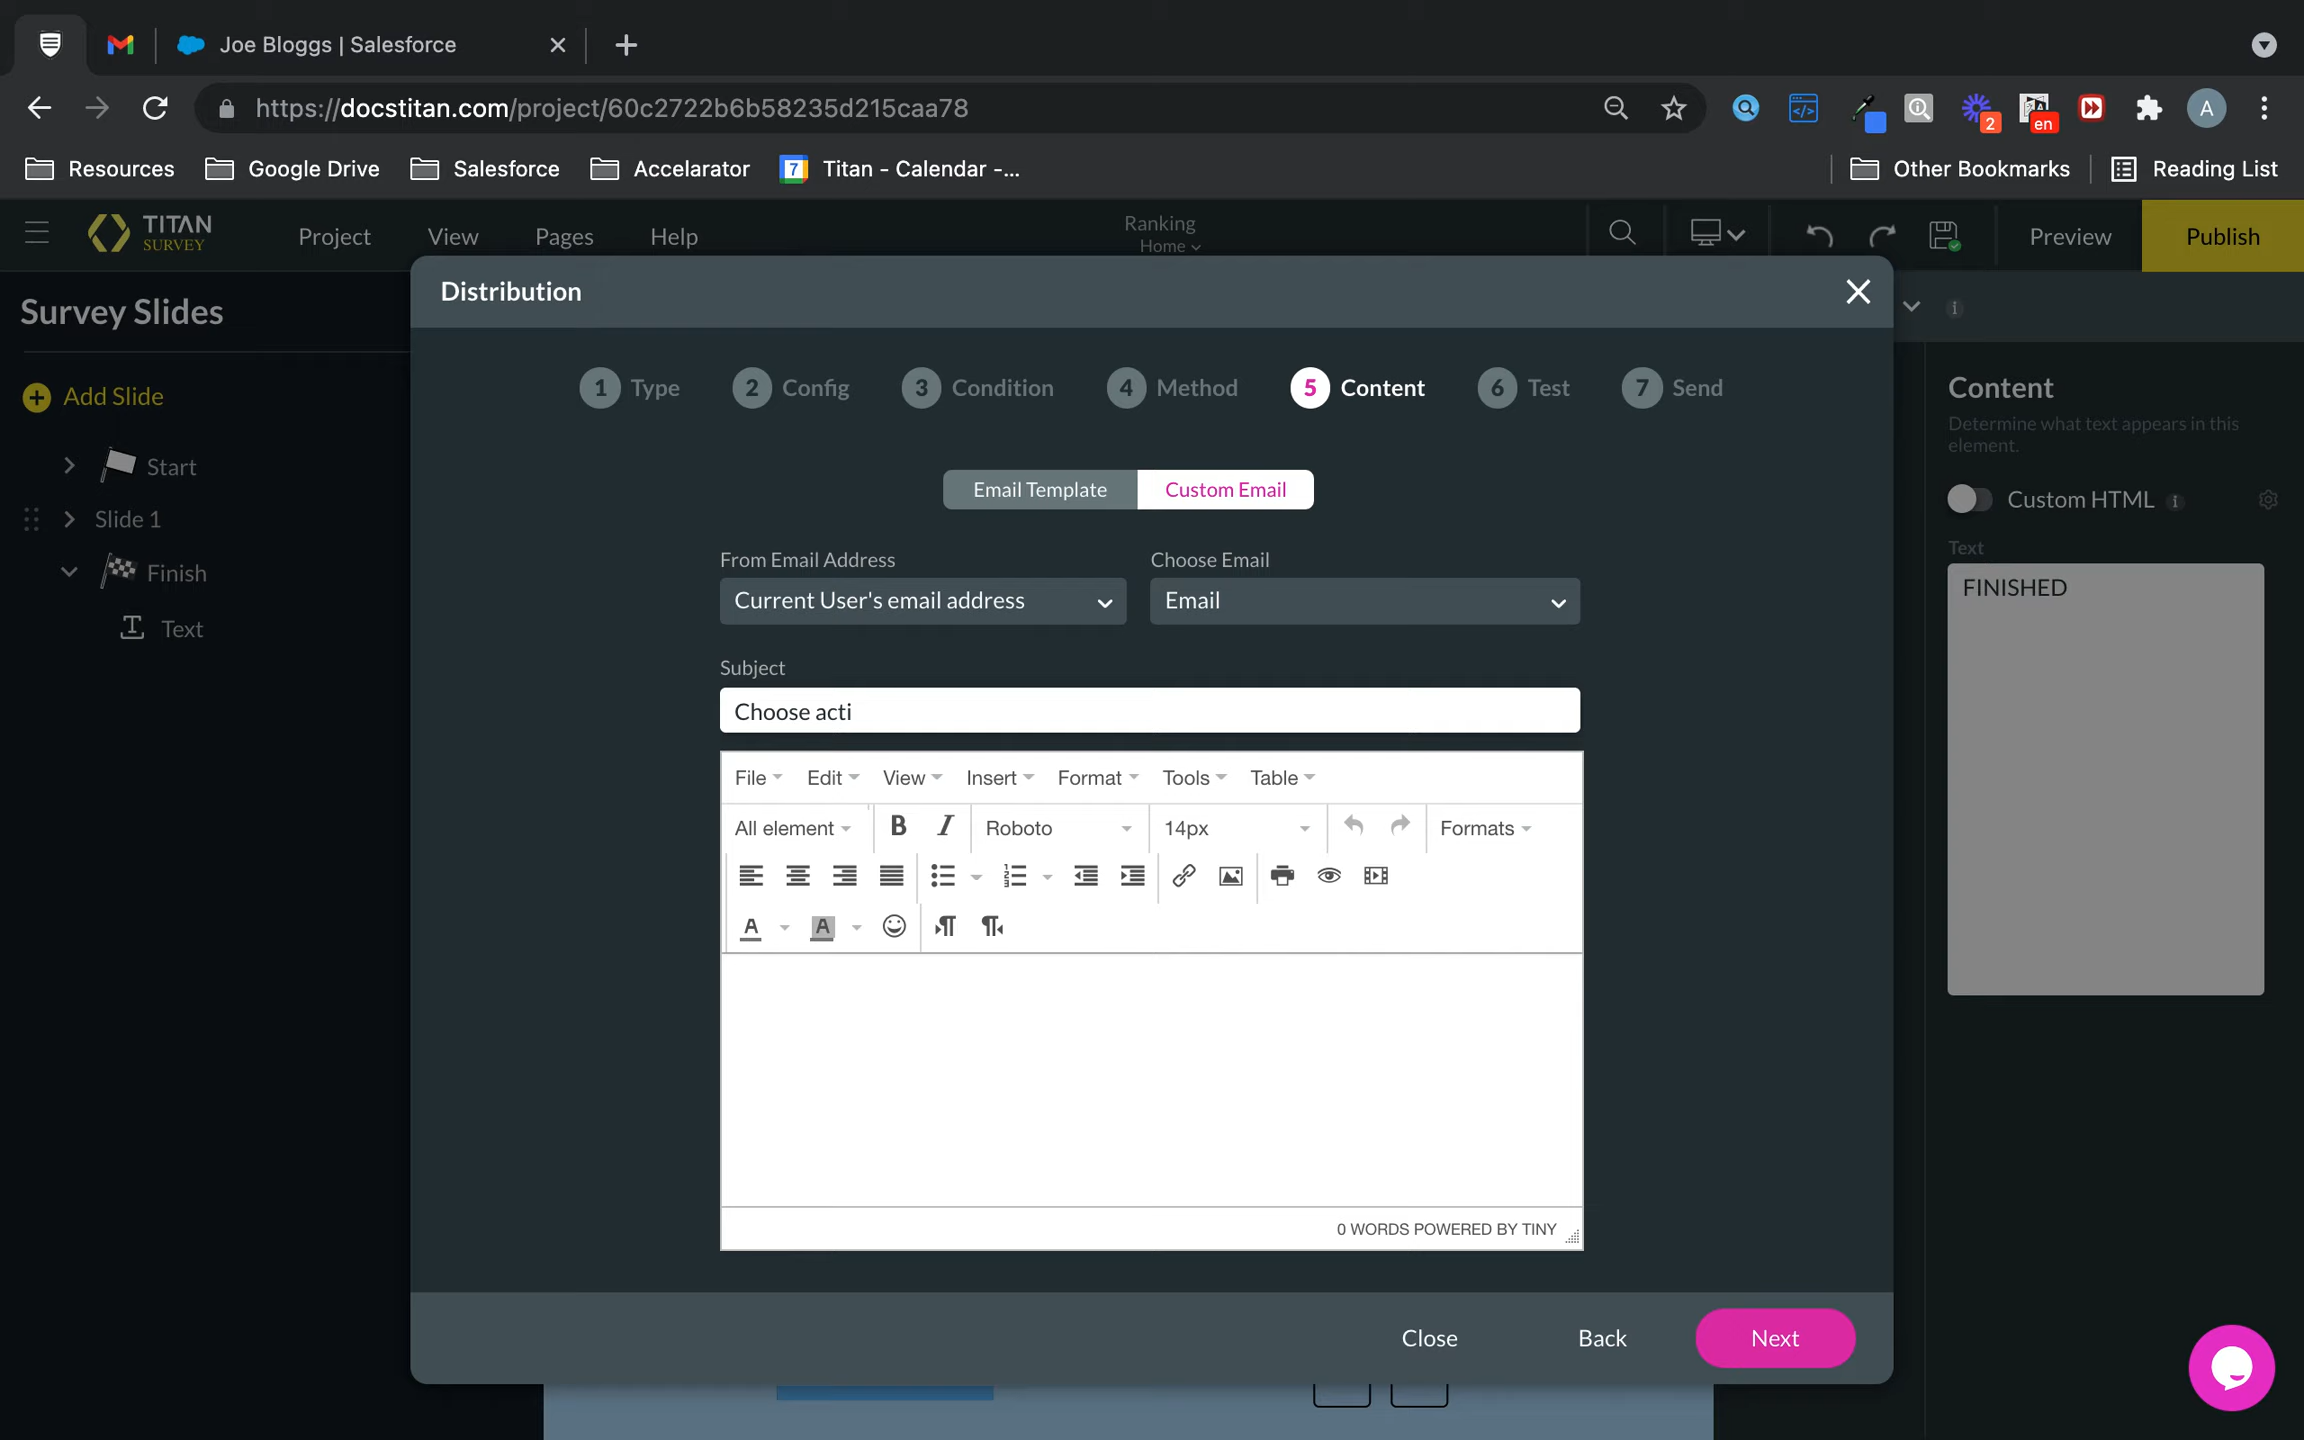 Joe Bloggs | Salesforce
https://docstitan.com/project/60c2722b6b58235d215caa78
2
en
A
Resources
Google Drive
Salesforce
Accelarator
7
Titan - Calendar -...
Other Bookmarks
Reading List
TITAN
SURVEY
Project
View
Pages
Help
Ranking
Home
Preview
Publish
Survey Slides
Add Slide
Start
Slide 1
Finish
Text
Distribution
1 Type
2 Config
3 Condition
4 Method
5 Content
6 Test
7 Send
Email Template
Custom Email
From Email Address
Choose Email
Current User's email address
Email
Subject
Choose acti
File
Edit
View
Insert
Format
Tools
Table
All element
B
I
Roboto
14px
Formats
A
A
0 WORDS POWERED BY TINY
Close
Back
Next
Content
Determine what text appears in this
element.
Custom HTML
Text
FINISHED